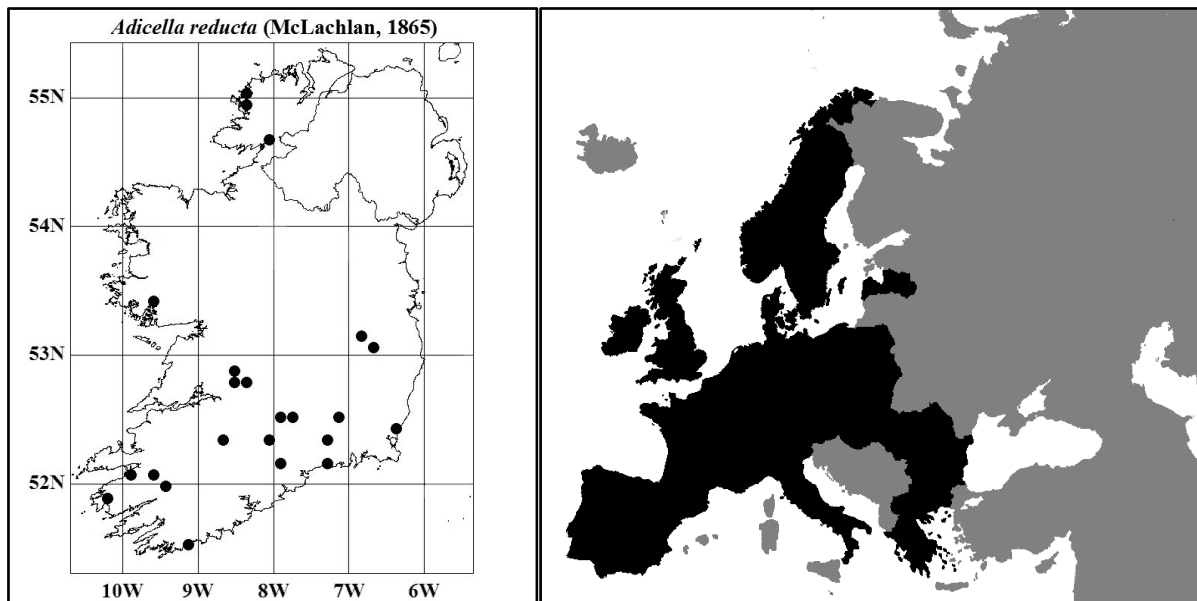 Adicella reducta (McLachlan, 1865)
55N
54N
53N
52N
10W 9W 8W 7W 6W